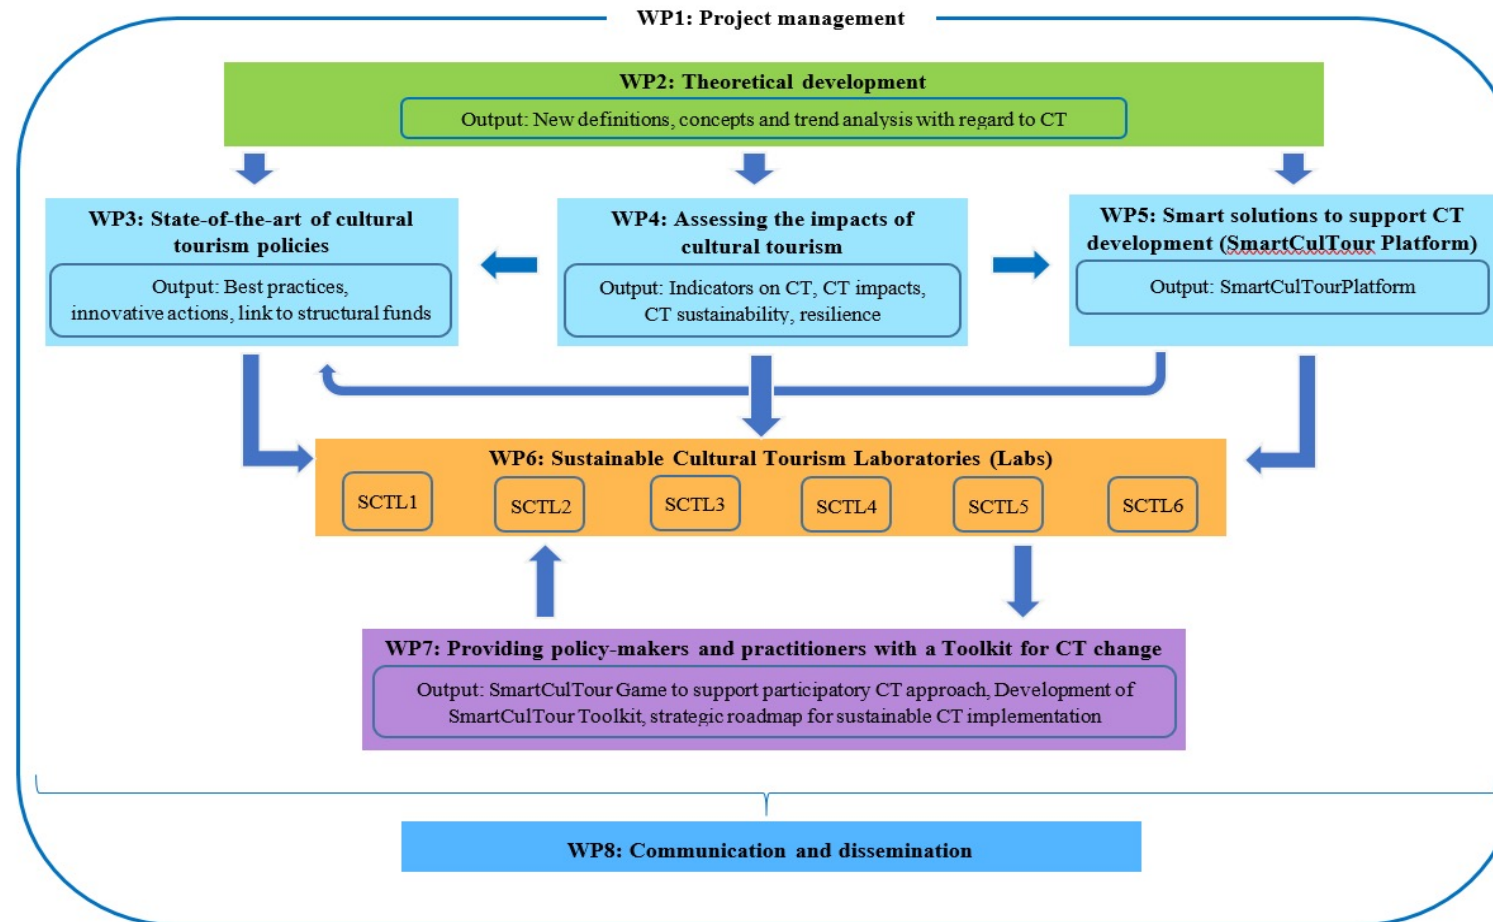 WP1: Project management
WP2: Theoretical development
Output: New definitions, concepts and trend analysis with regard to CT
WP3: State-of-the-art of cultural
tourism policies
Output: Best practices,
innovative actions, link to structural funds
WP4: Assessing the impacts of
cultural tourism
Output: Indicators on CT, CT impacts,
CT sustainability, resilience
WP5: Smart solutions to support CT
development (SmartCulTour Platform)
Output: SmartCulTourPlatform
WP6: Sustainable Cultural Tourism Laboratories (Labs)
SCTL1
SCTL2
SCTL3
SCTL4
SCTL5
SCTL6
WP7: Providing policy-makers and practitioners with a Toolkit for CT change
Output: SmartCulTour Game to support participatory CT approach, Development of
SmartCulTour Toolkit, strategic roadmap for sustainable CT implementation
WP8: Communication and dissemination